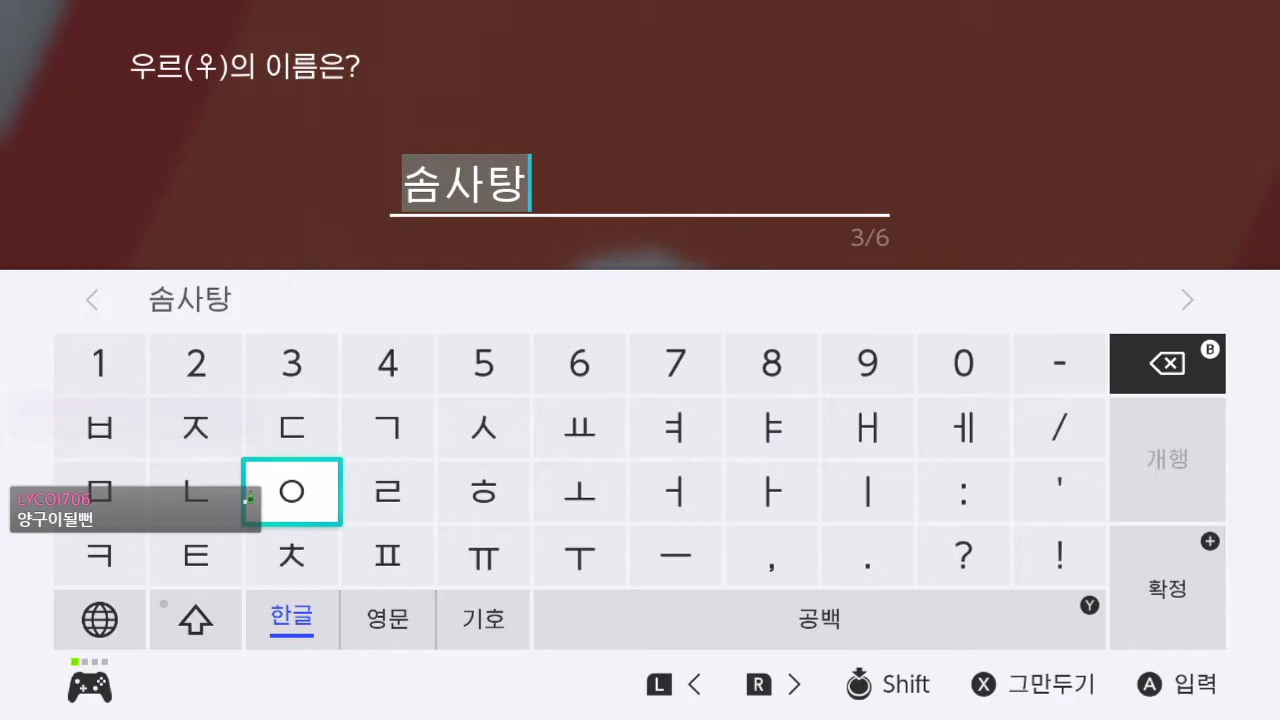 우르(♀)의 이름은?
솜사탕
3/6
솜사탕
1 2 3 4 5 6 7 8 9 0 - B
ㅂ ㅈ ㄷ ㄱ ㅅ ㅛ ㅕ ㅑ ㅐ ㅔ /
개행
ㅁ ㄴ ㅇ ㄹ ㅎ ㅗ ㅓ ㅏ ㅣ : '
LYCOI706
양구이될뻔
ㅋ ㅌ ㅊ ㅍ ㅠ ㅜ ㅡ , . ? ! +
확정
한글 영문 기호 공백 Y
L R Shift X 그만두기 A 입력